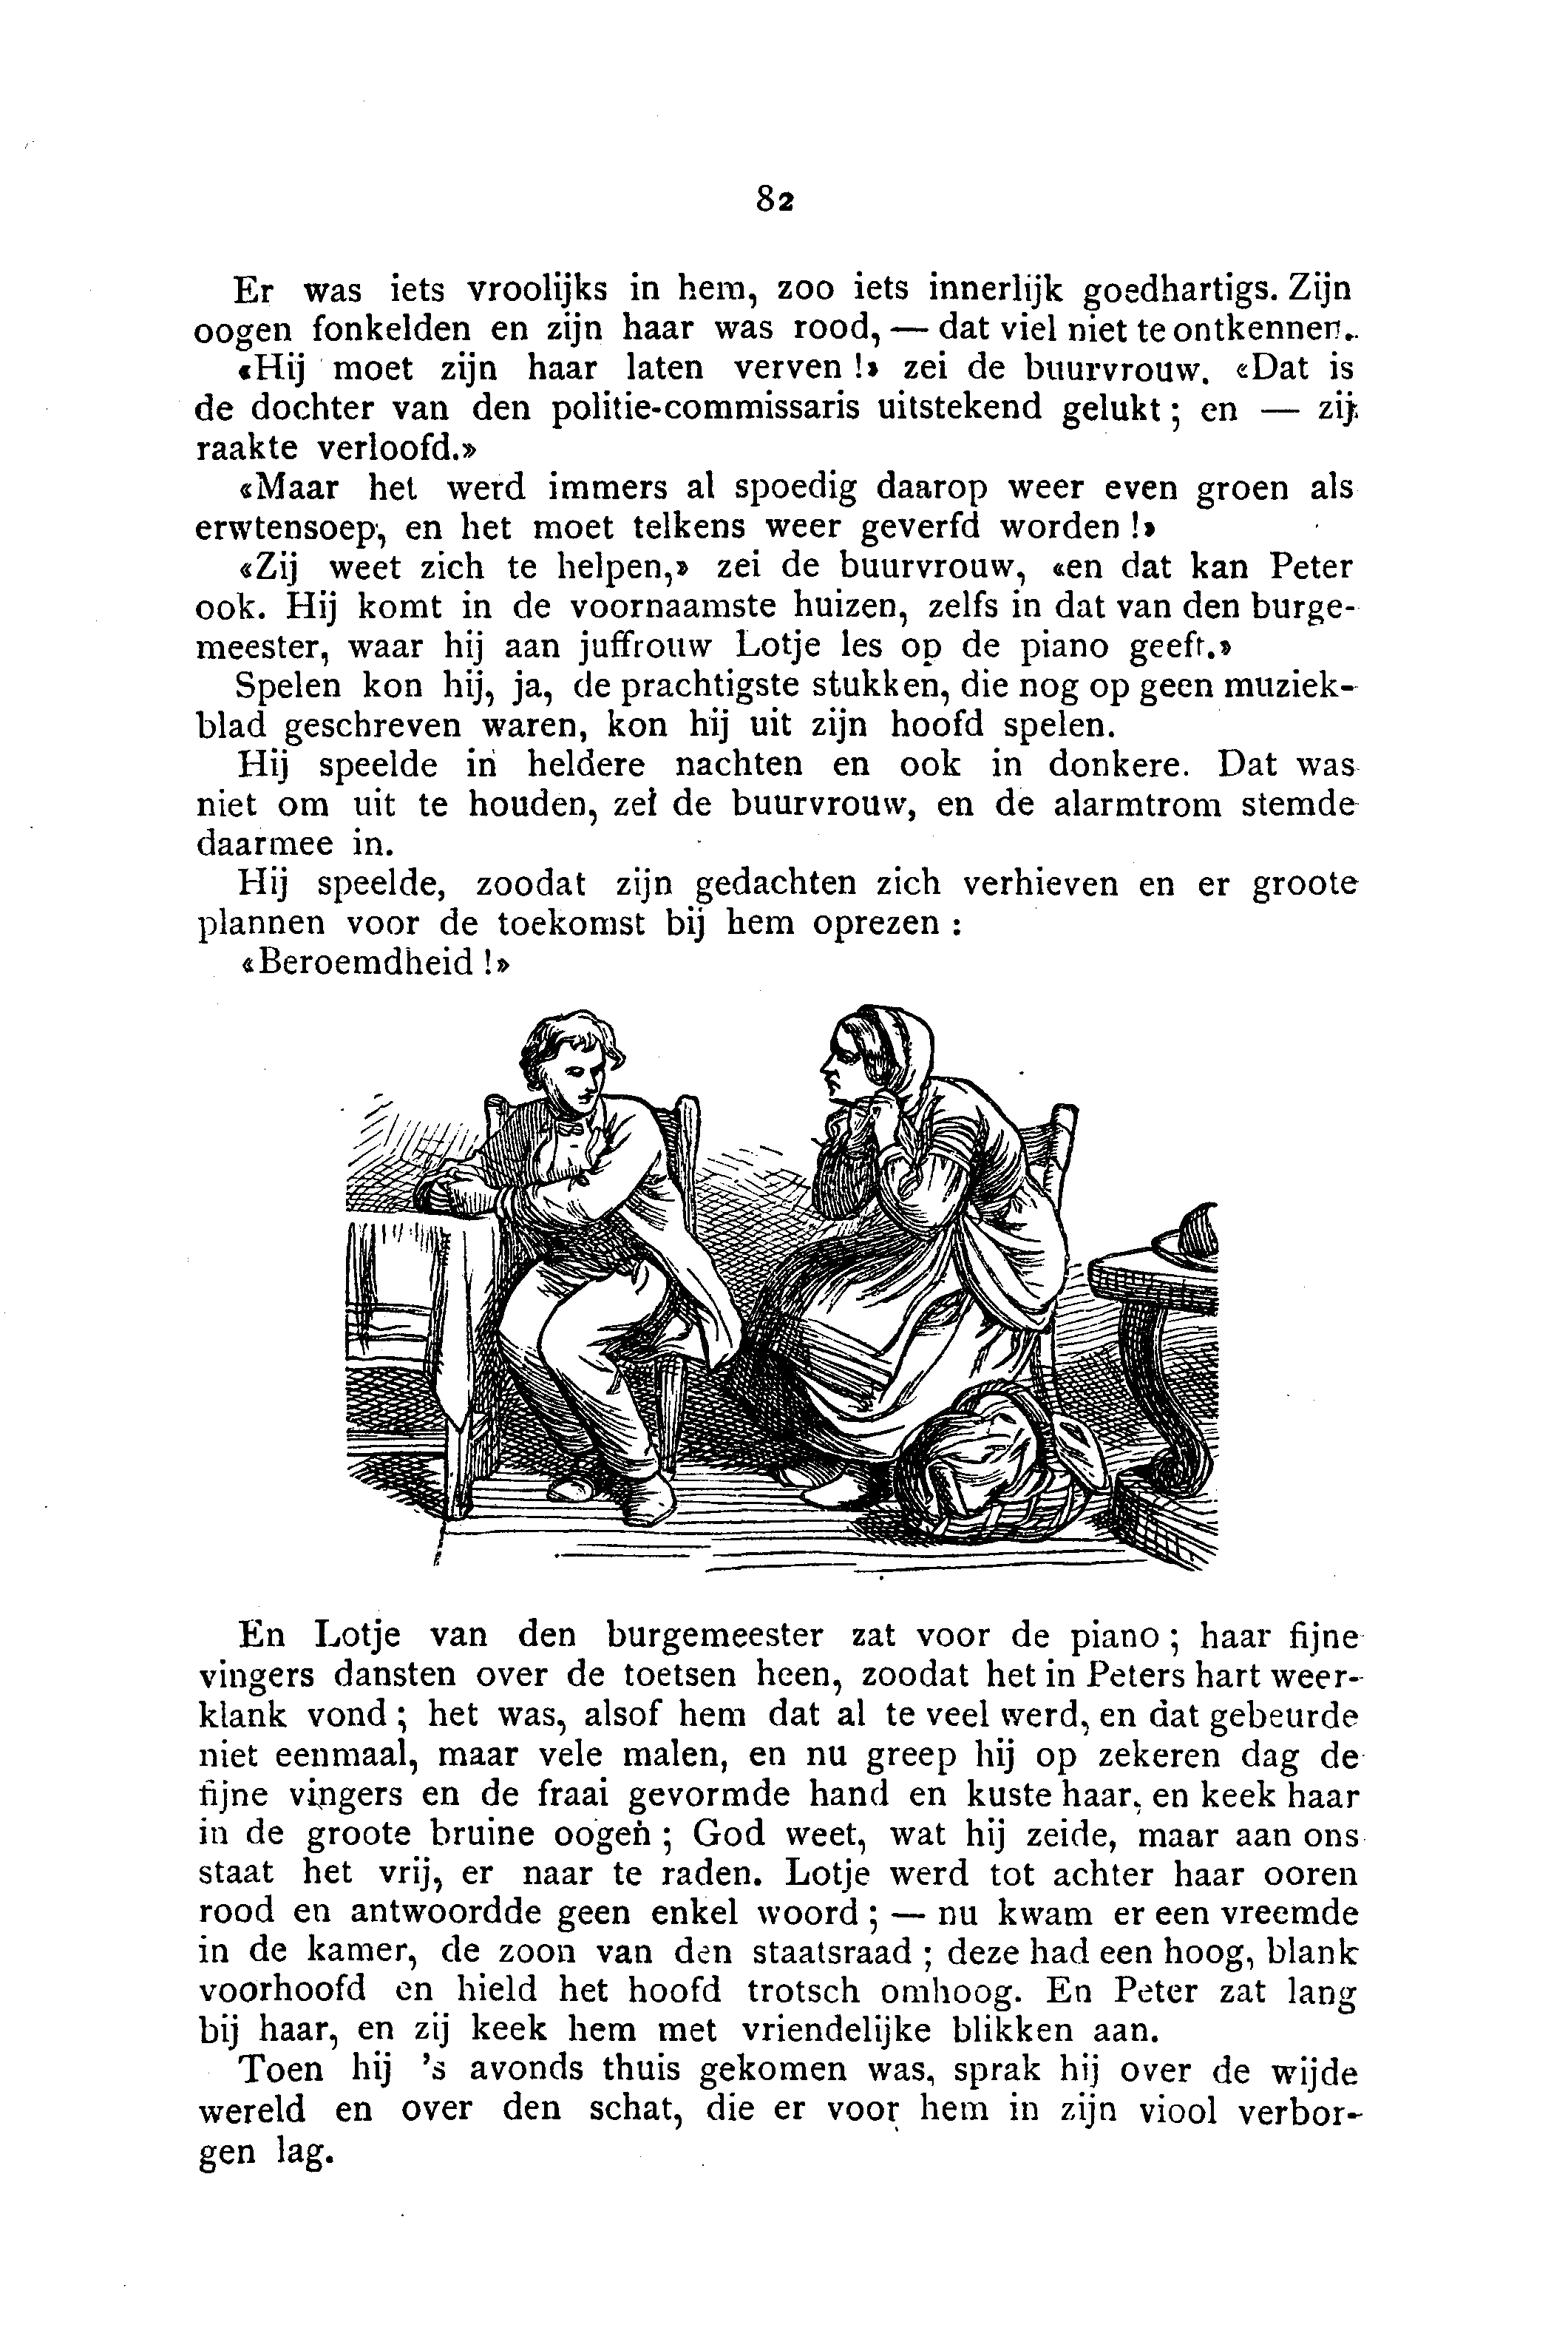 82
Er was iets vroolijks in hem, zoo iets innerlijk goedhartigs. Zijn
oogen fonkelden en zijn haar was rood, — dat viel niet te ontkennen.
«Hij moet zijn haar laten verven !» zei de buurvrouw. «Dat is
de dochter van den politie-commissaris uitstekend gelukt ; en — zij
raakte verloofd.»
«Maar het werd immers al spoedig daarop weer even groen als
erwtensoep, en het moet telkens weer geverfd worden !»
«Zij weet zich te helpen,» zei de buurvrouw, «en dat kan Peter
ook. Hij komt in de voornaamste huizen, zelfs in dat van den burge-
meester, waar hij aan juffrouw Lotje les op de piano geeft.»
Spelen kon hij, ja, de prachtigste stukken, die nog op geen muziek-
blad geschreven waren, kon hij uit zijn hoofd spelen.
Hij speelde in heldere nachten en ook in donkere. Dat was
niet om uit te houden, zei de buurvrouw, en de alarmtrom stemde
daarmee in.
Hij speelde, zoodat zijn gedachten zich verhieven en er groote
plannen voor de toekomst bij hem oprezen :
«Beroemdheid !»
En Lotje van den burgemeester zat voor de piano ; haar fijne
vingers dansten over de toetsen heen, zoodat het in Peters hart weer-
klank vond ; het was, alsof hem dat al te veel werd, en dat gebeurde
niet eenmaal, maar vele malen, en nu greep hij op zekeren dag de
fijne vingers en de fraai gevormde hand en kuste haar, en keek haar
in de groote bruine oogen ; God weet, wat hij zeide, maar aan ons
staat het vrij, er naar te raden. Lotje werd tot achter haar ooren
rood en antwoordde geen enkel woord ; — nu kwam er een vreemde
in de kamer, de zoon van den staatsraad ; deze had een hoog, blank
voorhoofd en hield het hoofd trotsch omhoog. En Peter zat lang
bij haar, en zij keek hem met vriendelijke blikken aan.
Toen hij 's avonds thuis gekomen was, sprak hij over de wijde
wereld en over den schat, die er voor hem in zijn viool verbor-
gen lag.